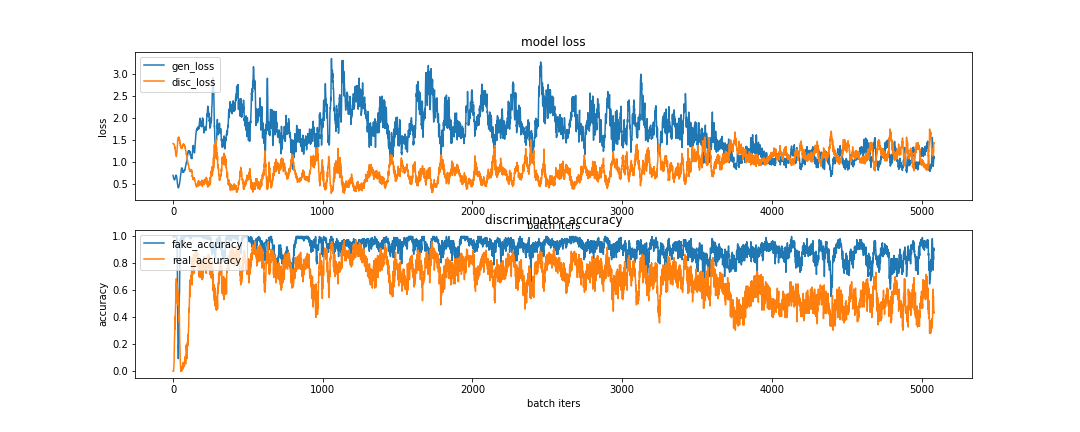 model loss
gen_loss
disc_loss
3.0
2.5
2.0
1.5
1.0
0.5
loss
0
1000
2000
3000
4000
5000
batch iters
discriminator accuracy
fake_accuracy
real_accuracy
1.0
0.8
0.6
0.4
0.2
0.0
accuracy
0
1000
2000
3000
4000
5000
batch iters